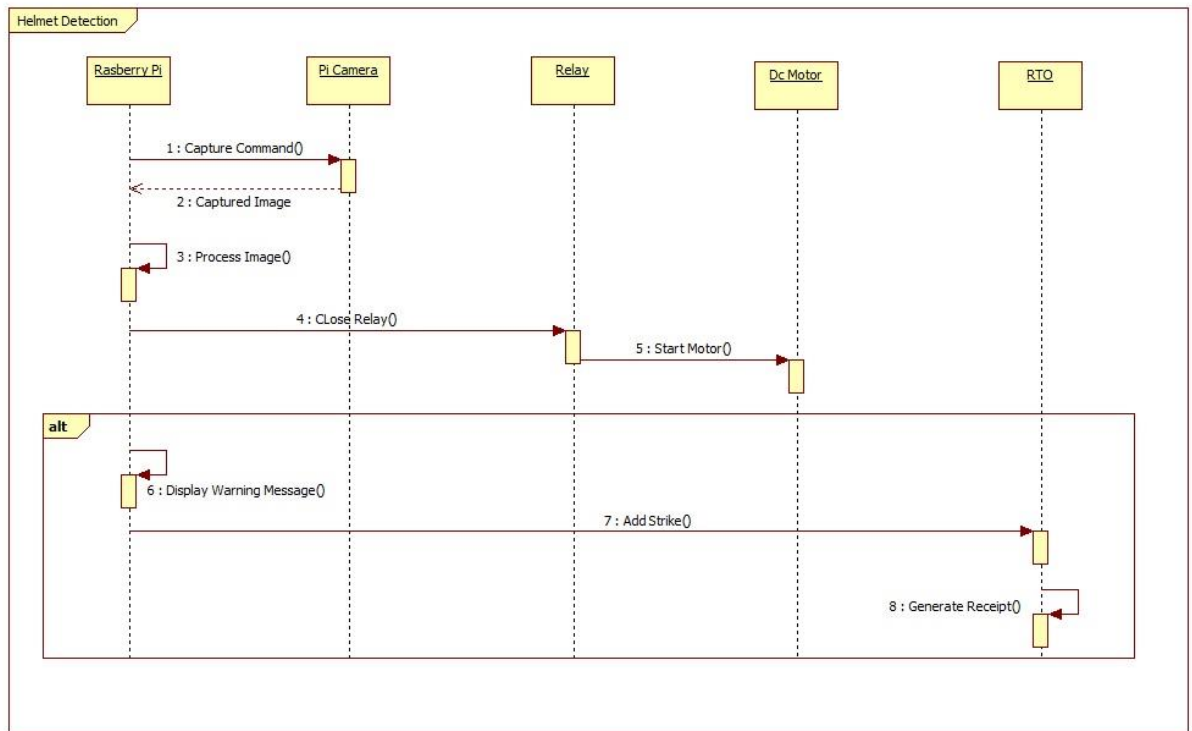 Helmet Detection
Rasberry Pi
Pi Camera
Relay
Dc Motor
RTO
1 : Capture Command()
2 : Captured Image
3 : Process Image()
4 : CLose Relay()
5 : Start Motor()
alt
6 : Display Warning Message()
7 : Add Strike()
8 : Generate Receipt()